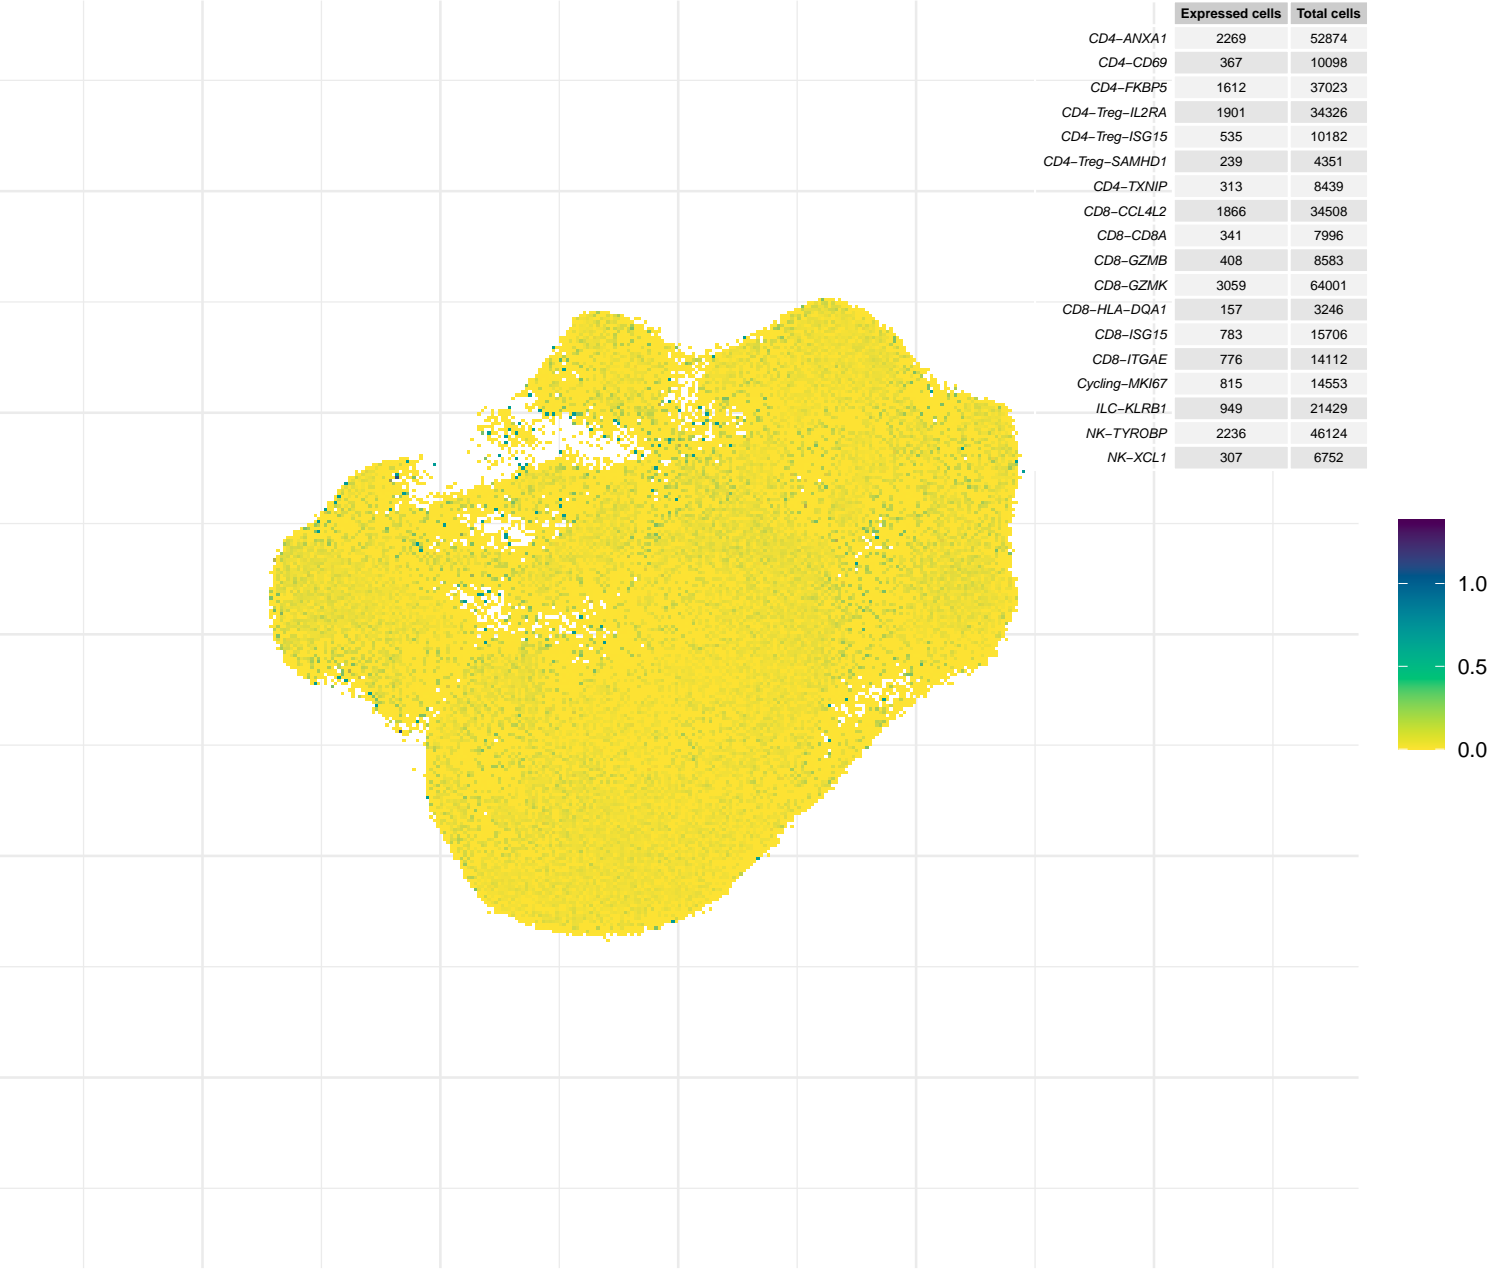 Expressed cells Total cells
CD4−ANXA1 2269 52874
CD4−CD69 367 10098
CD4−FKBP5 1612 37023
CD4−Treg−IL2RA 1901 34326
CD4−Treg−ISG15 535 10182
CD4−Treg−SAMHD1 239 4351
CD4−TXNIP 313 8439
CD8−CCL4L2 1866 34508
CD8−CD8A 341 7996
CD8−GZMB 408 8583
CD8−GZMK 3059 64001
CD8−HLA−DQA1 157 3246
CD8−ISG15 783 15706
CD8−ITGAE 776 14112
Cycling−MKI67 815 14553
ILC−KLRB1 949 21429
NK−TYROBP 2236 46124
NK−XCL1 307 6752
1.0
0.5
0.0